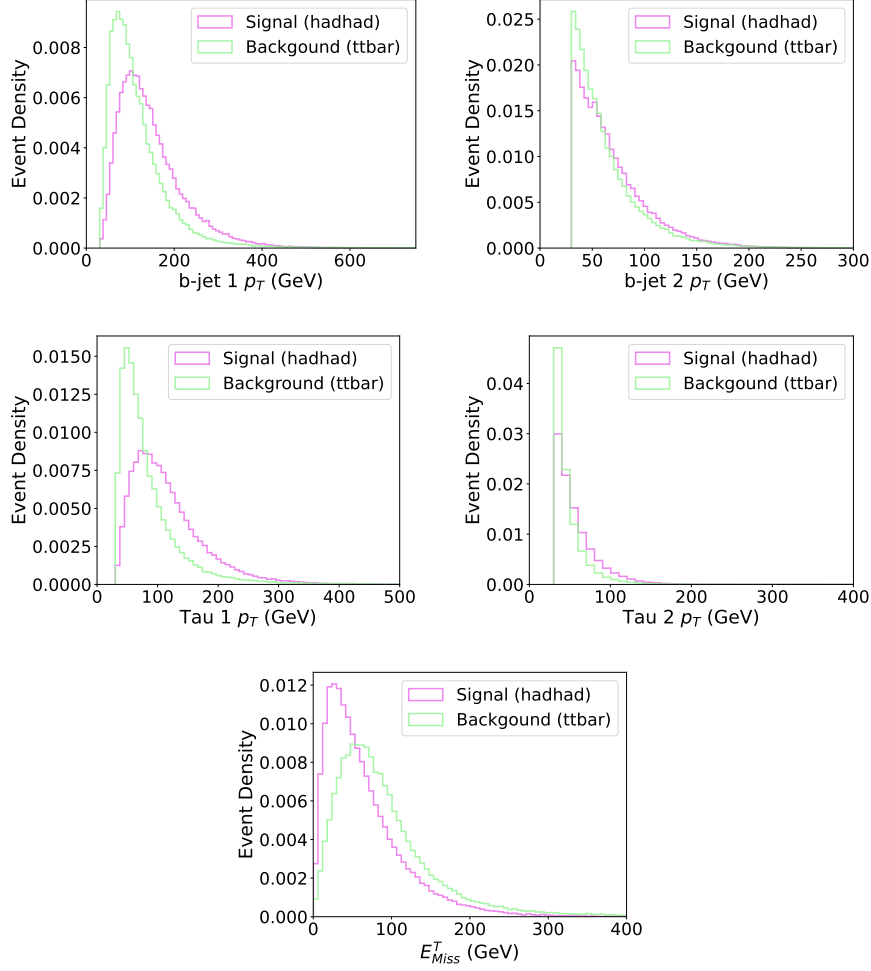 Signal (hadhad)
Backgound (ttbar)
Event Density
0.000
0.002
0.004
0.006
0.008
0
200
400
600
b-jet 1 p_T (GeV)
Signal (hadhad)
Backgound (ttbar)
Event Density
0.000
0.005
0.010
0.015
0.020
0.025
0
50
100
150
200
250
300
b-jet 2 p_T (GeV)
Signal (hadhad)
Background (ttbar)
Event Density
0.0000
0.0025
0.0050
0.0075
0.0100
0.0125
0.0150
0
100
200
300
400
500
Tau 1 p_T (GeV)
Signal (hadhad)
Backgound (ttbar)
Event Density
0.00
0.01
0.02
0.03
0.04
0
100
200
300
400
Tau 2 p_T (GeV)
Signal (hadhad)
Backgound (ttbar)
Event Density
0.000
0.002
0.004
0.006
0.008
0.010
0.012
0
100
200
300
400
E^T_Miss (GeV)